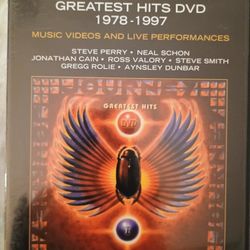 GREATEST HITS DVD
1978-1997
MUSIC VIDEOS AND LIVE PERFORMANCES
STEVE PERRY • NEAL SCHON
JONATHAN CAIN • ROSS VALORY • STEVE SMITH
GREGG ROLIE • AYNSLEY DUNBAR
JOURNEY
GREATEST HITS